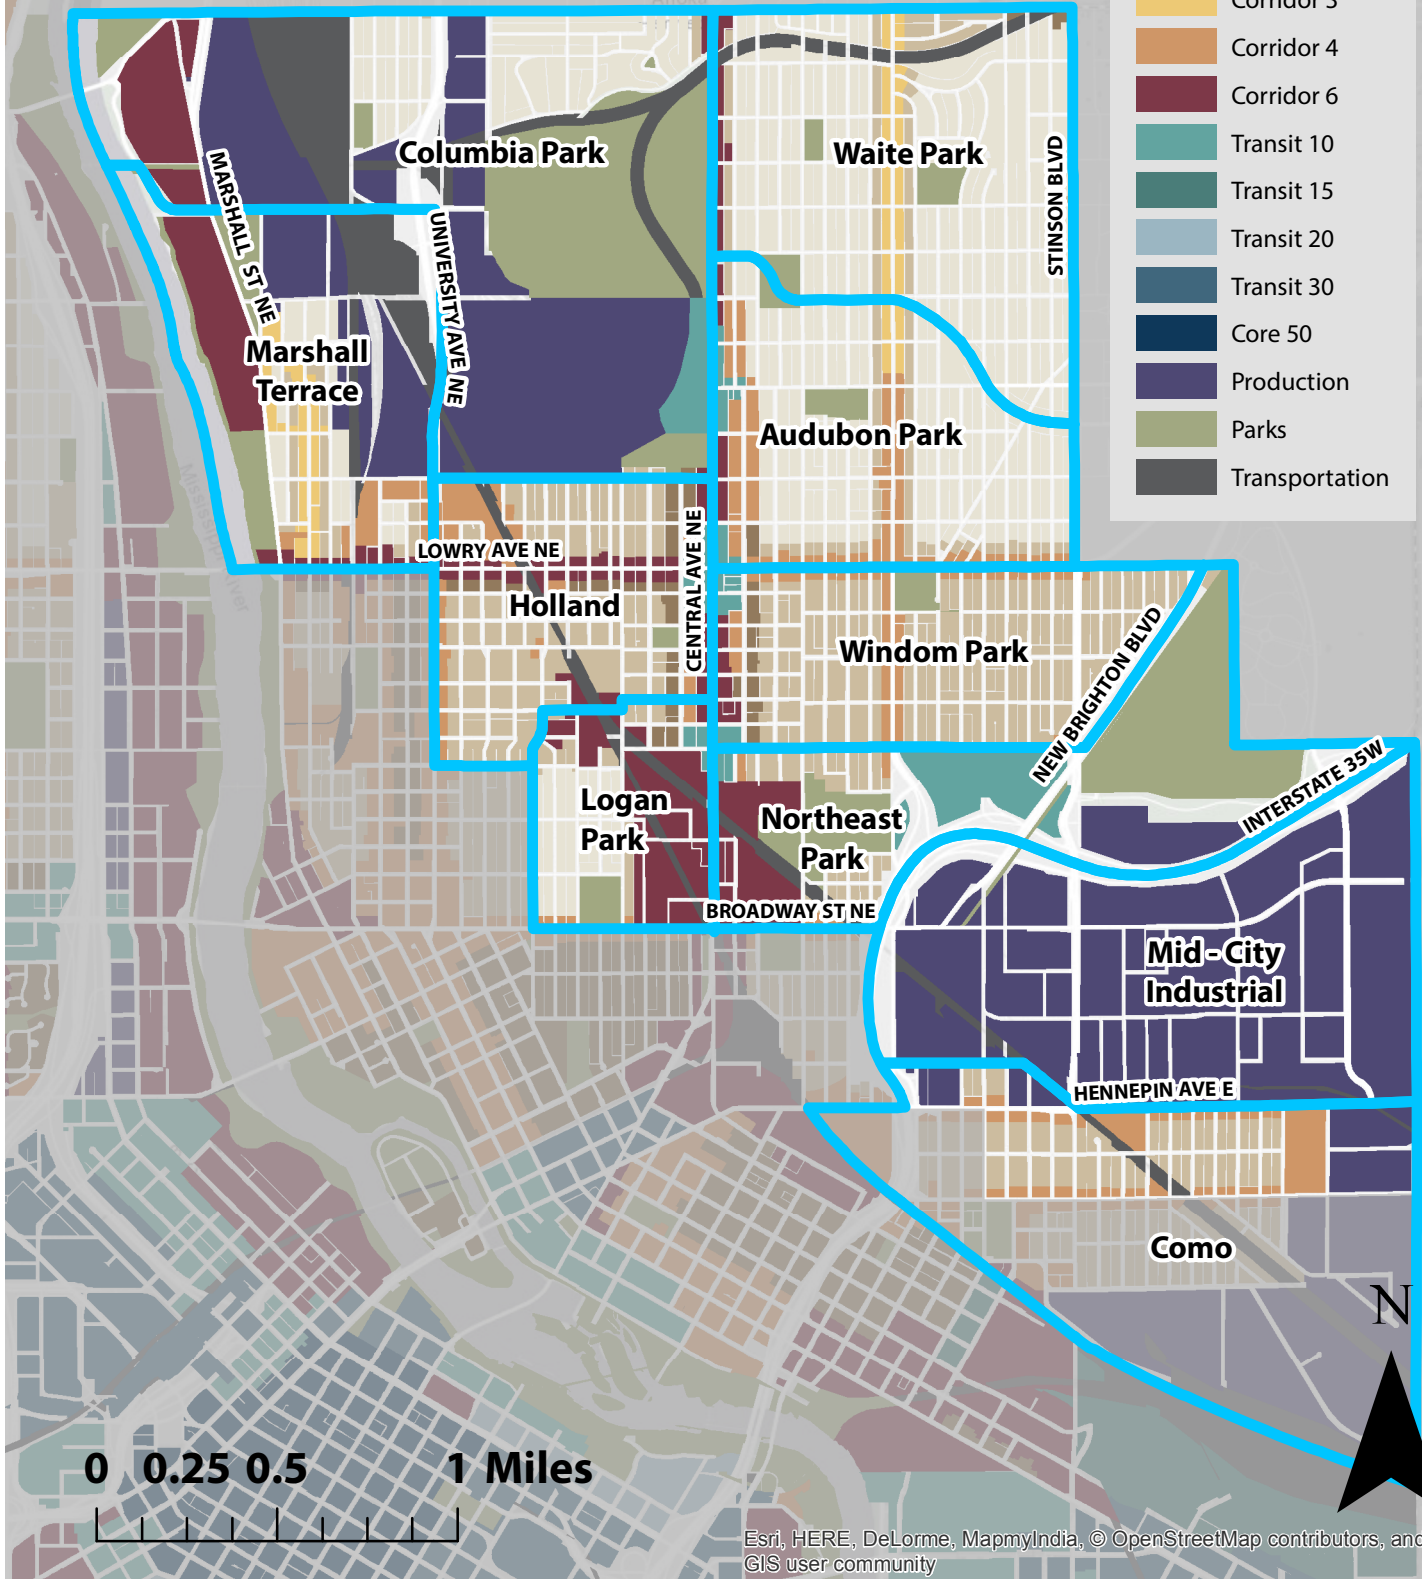 Corridor 3
Corridor 4
Corridor 6
Transit 10
Transit 15
Transit 20
Transit 30
Core 50
Production
Parks
Transportation
Columbia Park
Waite Park
MARSHALL ST NE
STINSON BLVD
UNIVERSITY AVE NE
Marshall
Terrace
Audubon Park
Mississippi River
CENTRAL AVE NE
LOWRY AVE NE
Holland
Windom Park
NEW BRIGHTON BLVD
INTERSTATE 35W
Logan
Park
Northeast
Park
BROADWAY ST NE
Mid - City
Industrial
HENNEPIN AVE E
Como
N
0 0.25 0.5 1 Miles
Esri, HERE, DeLorme, MapmyIndia, © OpenStreetMap contributors, and
GIS user community